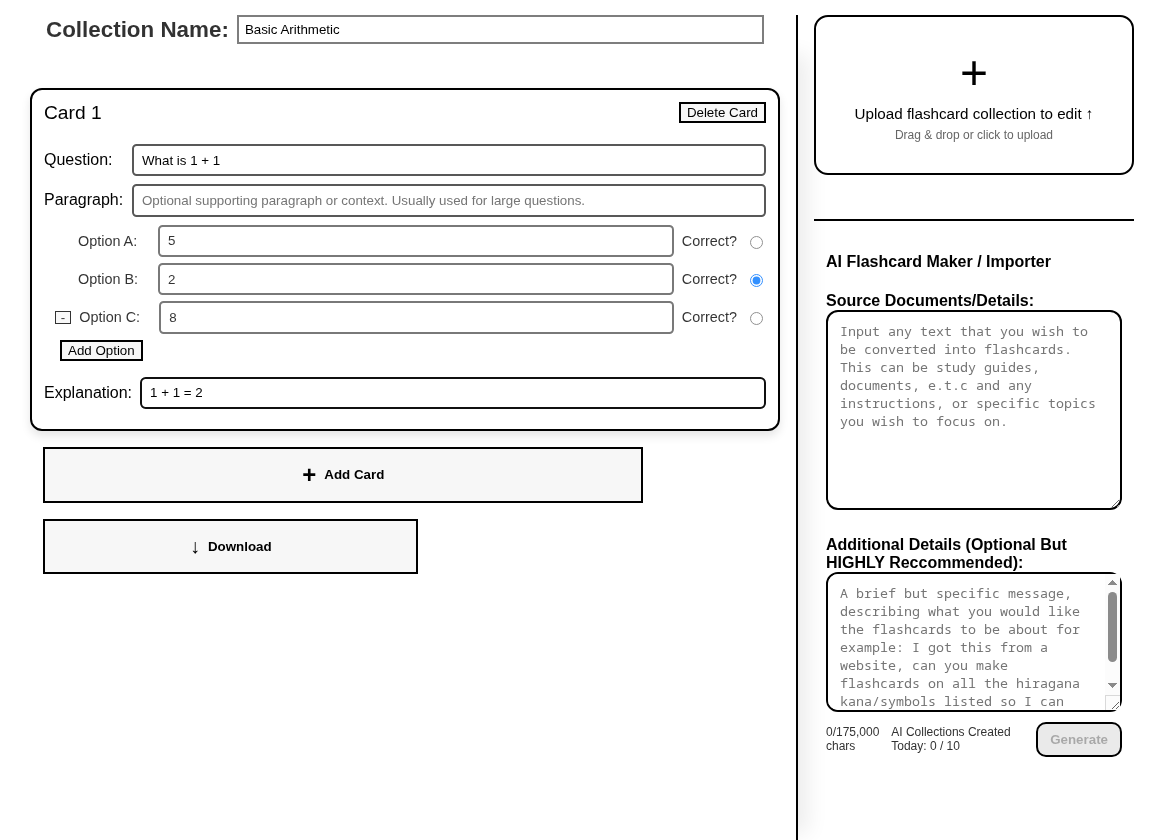 Collection Name: Basic Arithmetic
Card 1
Delete Card
Question: What is 1 + 1
Paragraph: Optional supporting paragraph or context. Usually used for large questions.
Option A: 5 Correct?
Option B: 2 Correct?
- Option C: 8 Correct?
Add Option
Explanation: 1 + 1 = 2
+ Add Card
↓ Download
+
Upload flashcard collection to edit ↑
Drag & drop or click to upload
AI Flashcard Maker / Importer
Source Documents/Details:
Input any text that you wish to
be converted into flashcards.
This can be study guides,
documents, e.t.c and any
instructions, or specific topics
you wish to focus on.
Additional Details (Optional But
HIGHLY Reccommended):
A brief but specific message,
describing what you would like
the flashcards to be about for
example: I got this from a
website, can you make
flashcards on all the hiragana
kana/symbols listed so I can
0/175,000
chars
AI Collections Created
Today: 0 / 10
Generate